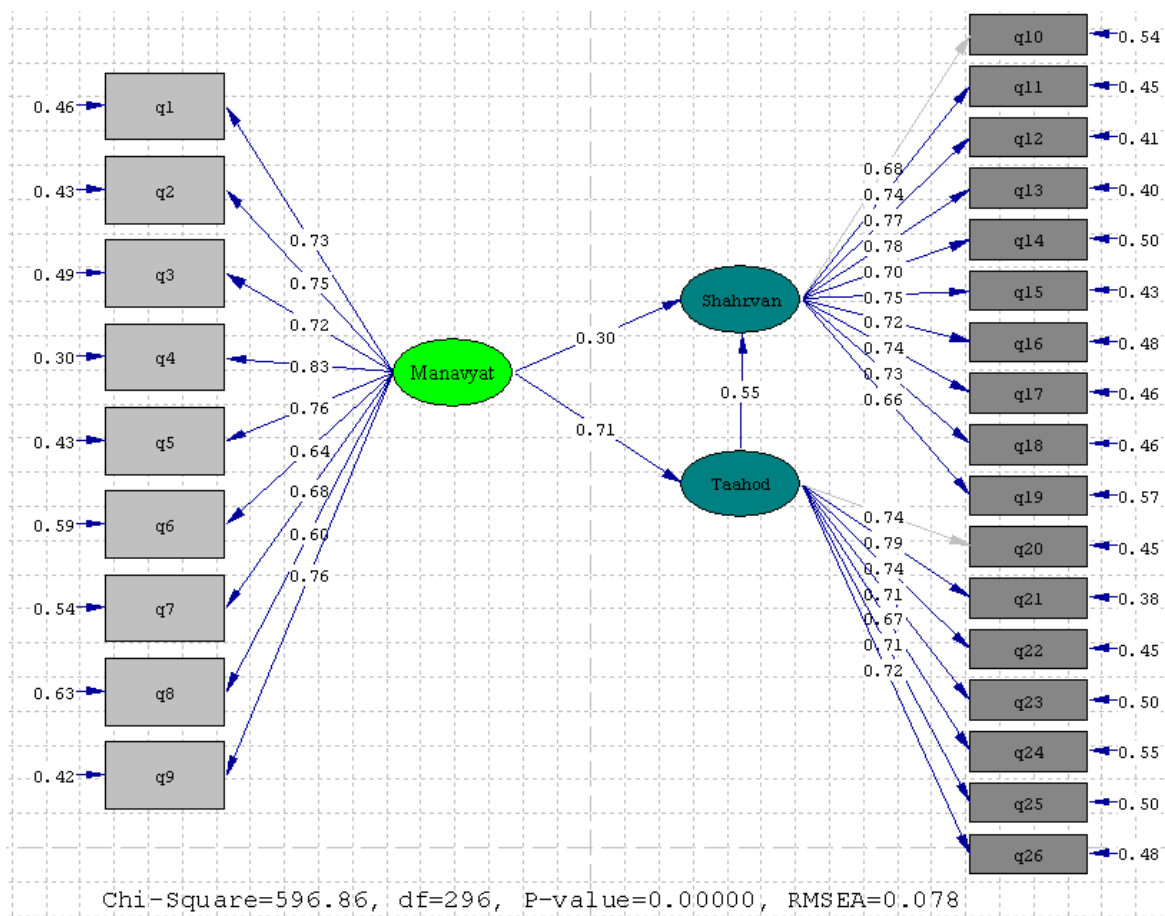 q10
0.54
q11
0.45
q12
0.41
q13
0.40
q14
0.50
q15
0.43
q16
0.48
q17
0.46
q18
0.46
q19
0.57
q20
0.45
q21
0.38
q22
0.45
q23
0.50
q24
0.55
q25
0.50
q26
0.48
0.46
q1
0.43
q2
0.49
q3
0.30
q4
0.43
q5
0.59
q6
0.54
q7
0.63
q8
0.42
q9
0.73
0.75
0.72
0.83
0.76
0.64
0.68
0.60
0.76
Manavyat
0.30
0.71
Shahrvan
0.55
Taahod
0.68
0.74
0.77
0.78
0.70
0.75
0.72
0.74
0.73
0.66
0.74
0.79
0.74
0.71
0.67
0.71
0.72
Chi-Square=596.86, df=296, P-value=0.00000, RMSEA=0.078